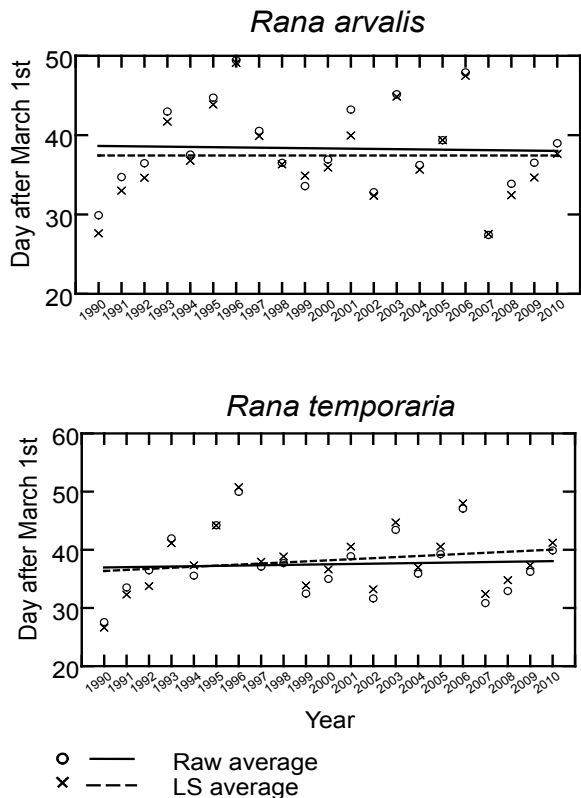 Rana arvalis
50
40
30
20
Day after March 1st
1990 1991 1992 1993 1994 1995 1996 1997 1998 1999 2000 2001 2002 2003 2004 2005 2006 2007 2008 2009 2010
Rana temporaria
60
50
40
30
20
Day after March 1st
1990 1991 1992 1993 1994 1995 1996 1997 1998 1999 2000 2001 2002 2003 2004 2005 2006 2007 2008 2009 2010
Year
Raw average
LS average